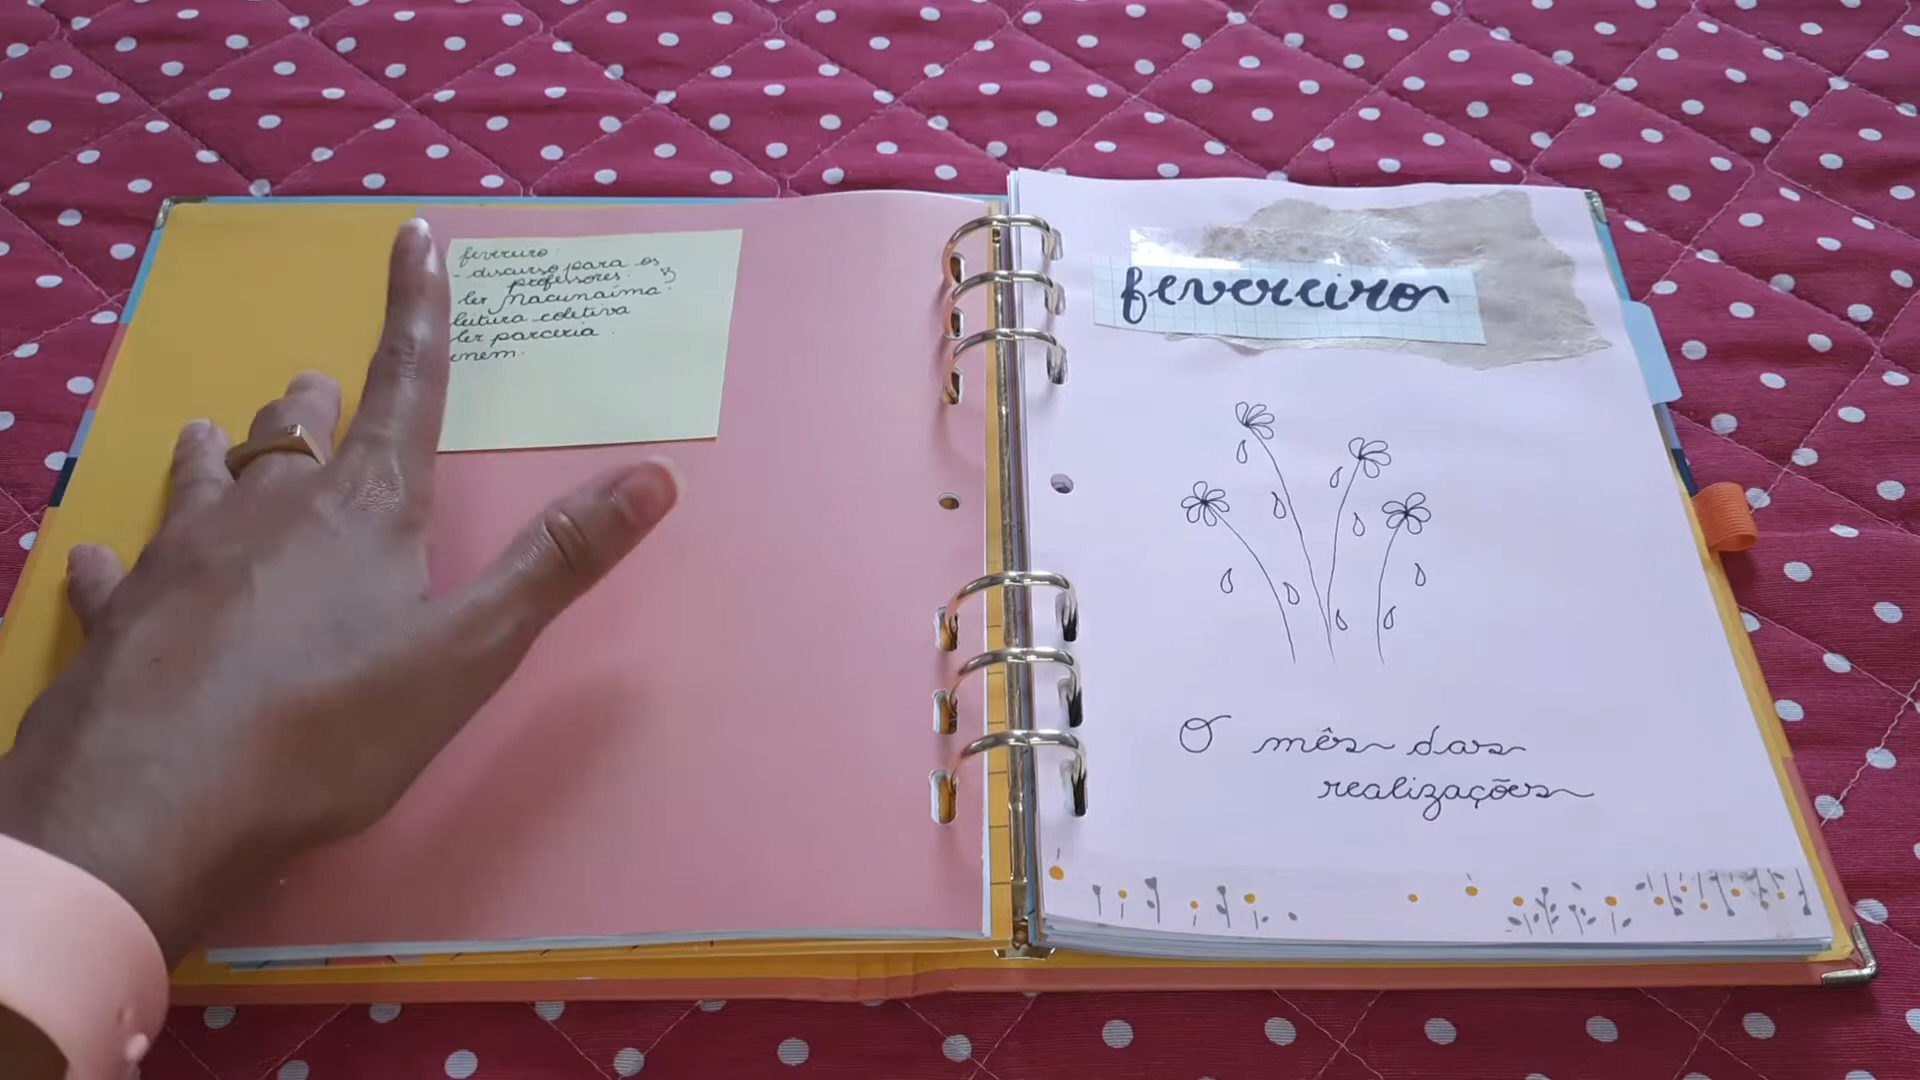 fevereiro:
- discurso para os
professores.
ler Macunaíma.
leitura coletiva
ler parceria.
enem.
fevereiro
O mês das
realizações